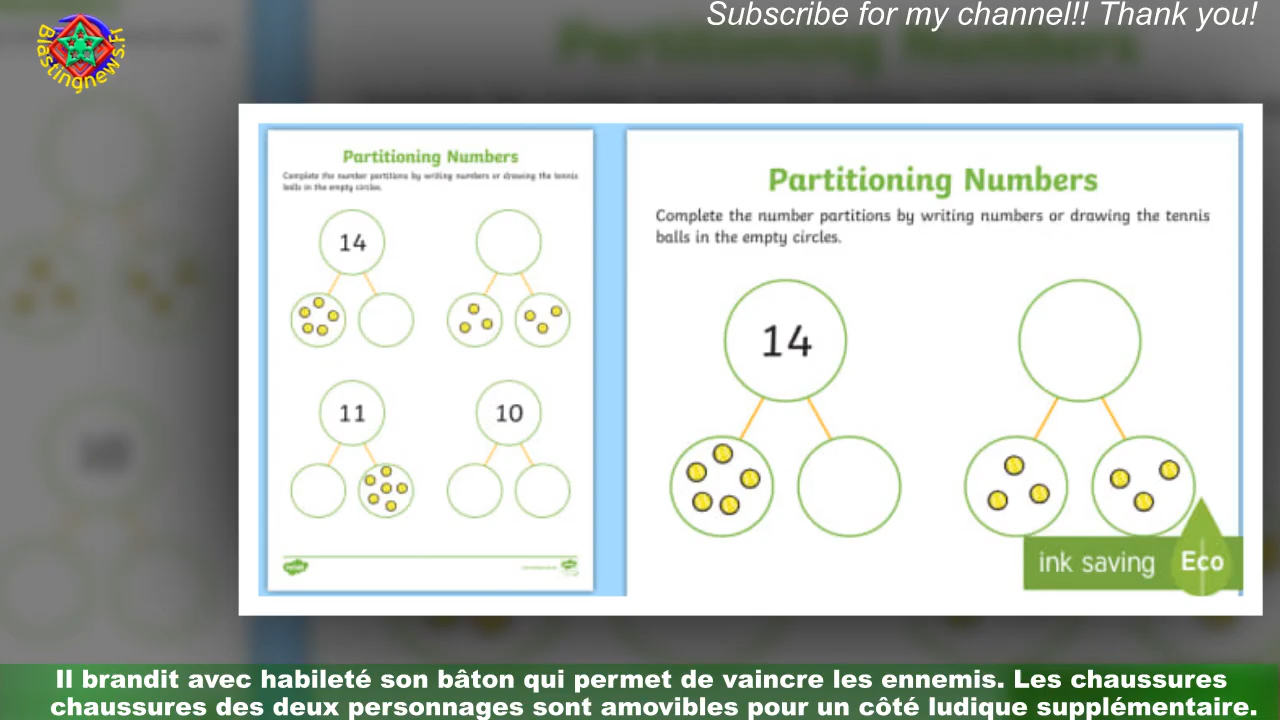 Subscribe for my channel!! Thank you!
Blastingnews.Fr
Partitioning Numbers
Complete the number partitions by writing numbers or drawing the tennis
balls in the empty circles.
14
11
10
Partitioning Numbers
Complete the number partitions by writing numbers or drawing the tennis
balls in the empty circles.
14
ink saving Eco
Il brandit avec habileté son bâton qui permet de vaincre les ennemis. Les chaussures
chaussures des deux personnages sont amovibles pour un côté ludique supplémentaire.